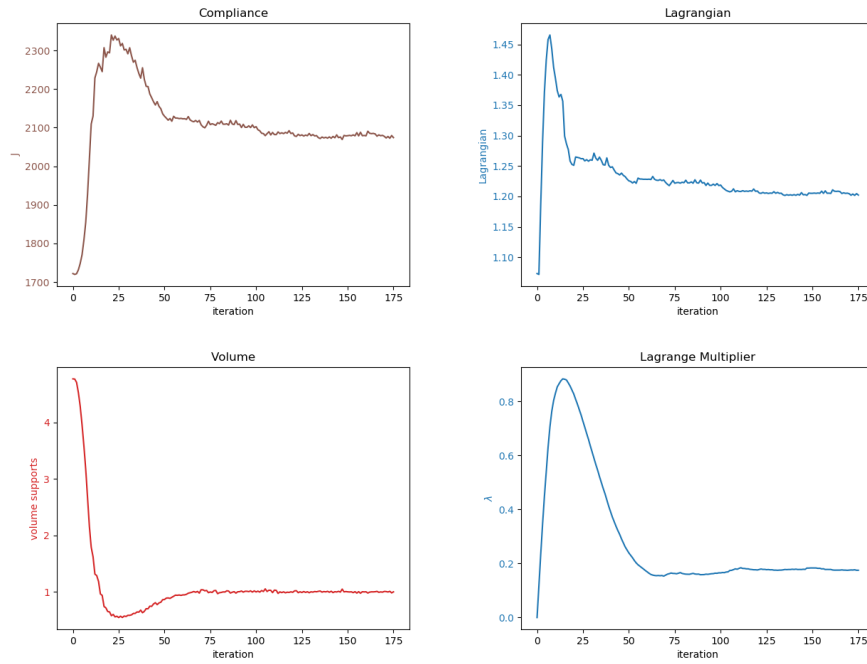 Compliance
2300
2200
2100
2000
1900
1800
1700
J
0 25 50 75 100 125 150 175
iteration
Lagrangian
1.45
1.40
1.35
1.30
1.25
1.20
1.15
1.10
Lagrangian
0 25 50 75 100 125 150 175
iteration
Volume
4
3
2
1
volume supports
0 25 50 75 100 125 150 175
iteration
Lagrange Multiplier
0.8
0.6
0.4
0.2
0.0
λ
0 25 50 75 100 125 150 175
iteration